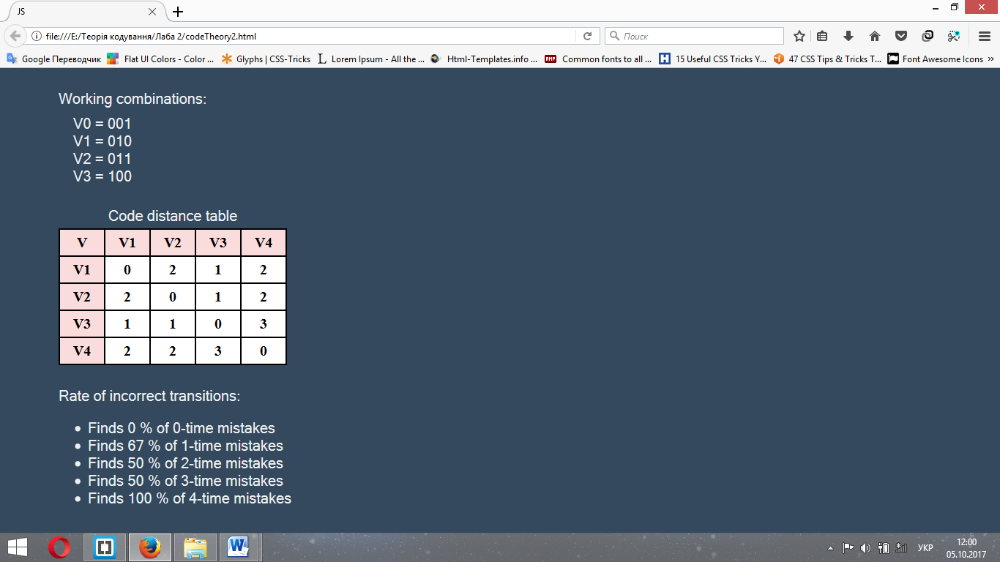 JS
file:///E:/Теорія кодування/Лаба 2/codeTheory2.html
Поиск
Google Переводчик Flat UI Colors - Color ... Glyphs | CSS-Tricks Lorem Ipsum - All the ... Html-Templates.info ... Common fonts to all ... 15 Useful CSS Tricks Y... 47 CSS Tips & Tricks T... Font Awesome Icons
Working combinations:
V0 = 001
V1 = 010
V2 = 011
V3 = 100
Code distance table
V V1 V2 V3 V4
V1 0 2 1 2
V2 2 0 1 2
V3 1 1 0 3
V4 2 2 3 0
Rate of incorrect transitions:
• Finds 0 % of 0-time mistakes
• Finds 67 % of 1-time mistakes
• Finds 50 % of 2-time mistakes
• Finds 50 % of 3-time mistakes
• Finds 100 % of 4-time mistakes
УКР
12:00
05.10.2017